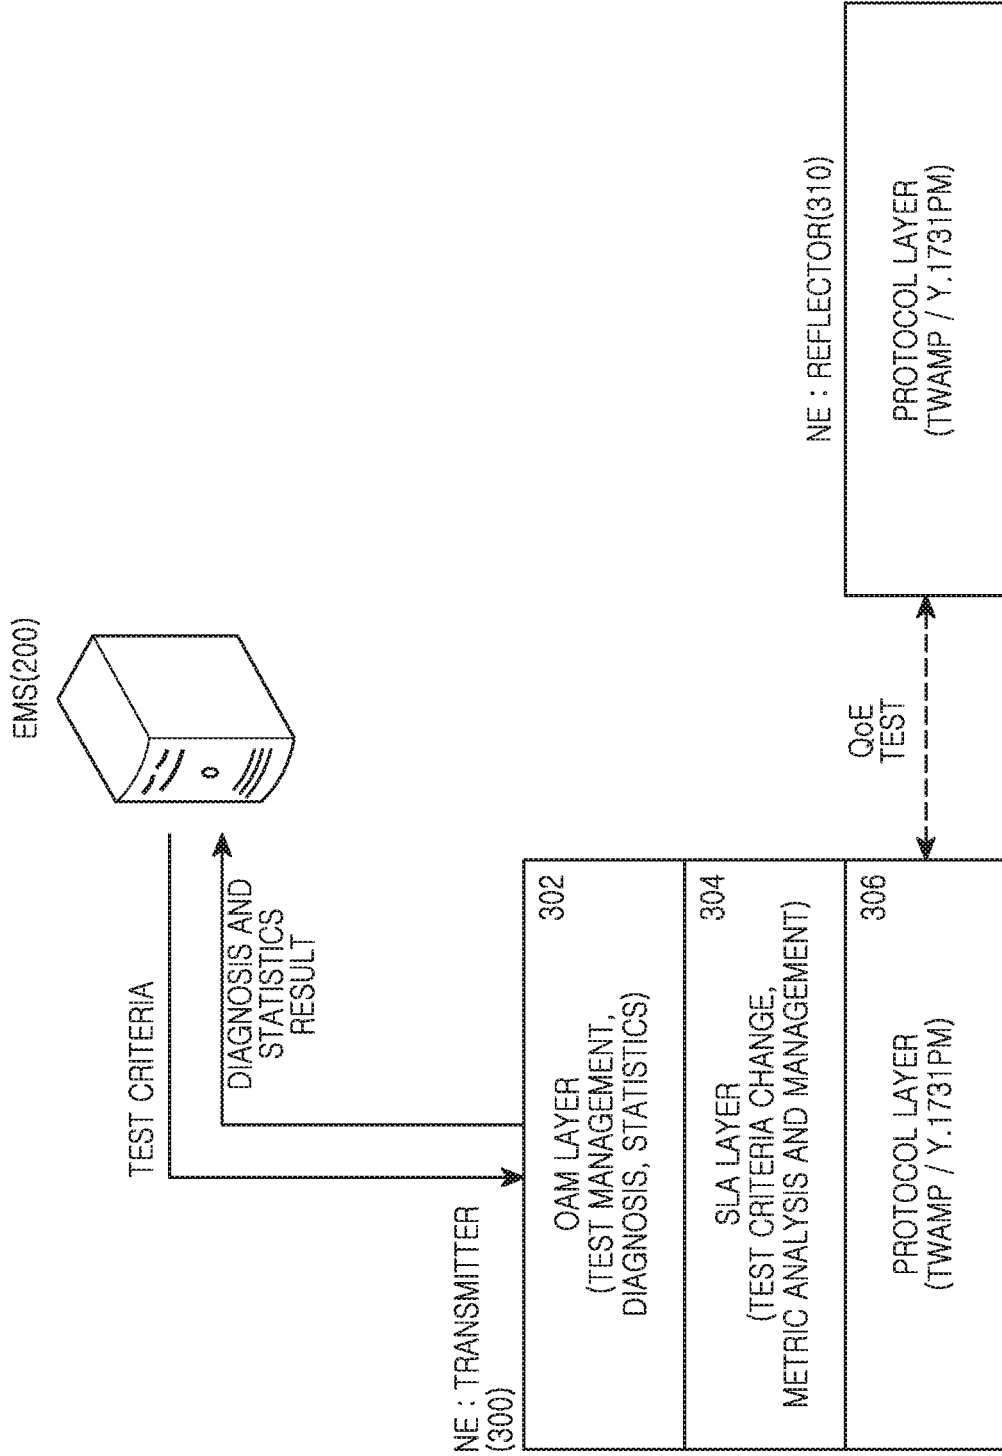 EMS(200)
TEST CRITERIA
DIAGNOSIS AND
STATISTICS
RESULT
NE : TRANSMITTER
(300)
OAM LAYER
(TEST MANAGEMENT,
DIAGNOSIS, STATISTICS)
302
SLA LAYER
(TEST CRITERIA CHANGE,
METRIC ANALYSIS AND MANAGEMENT)
304
PROTOCOL LAYER
(TWAMP / Y.1731PM)
306
QoE
TEST
NE : REFLECTOR(310)
PROTOCOL LAYER
(TWAMP / Y.1731PM)